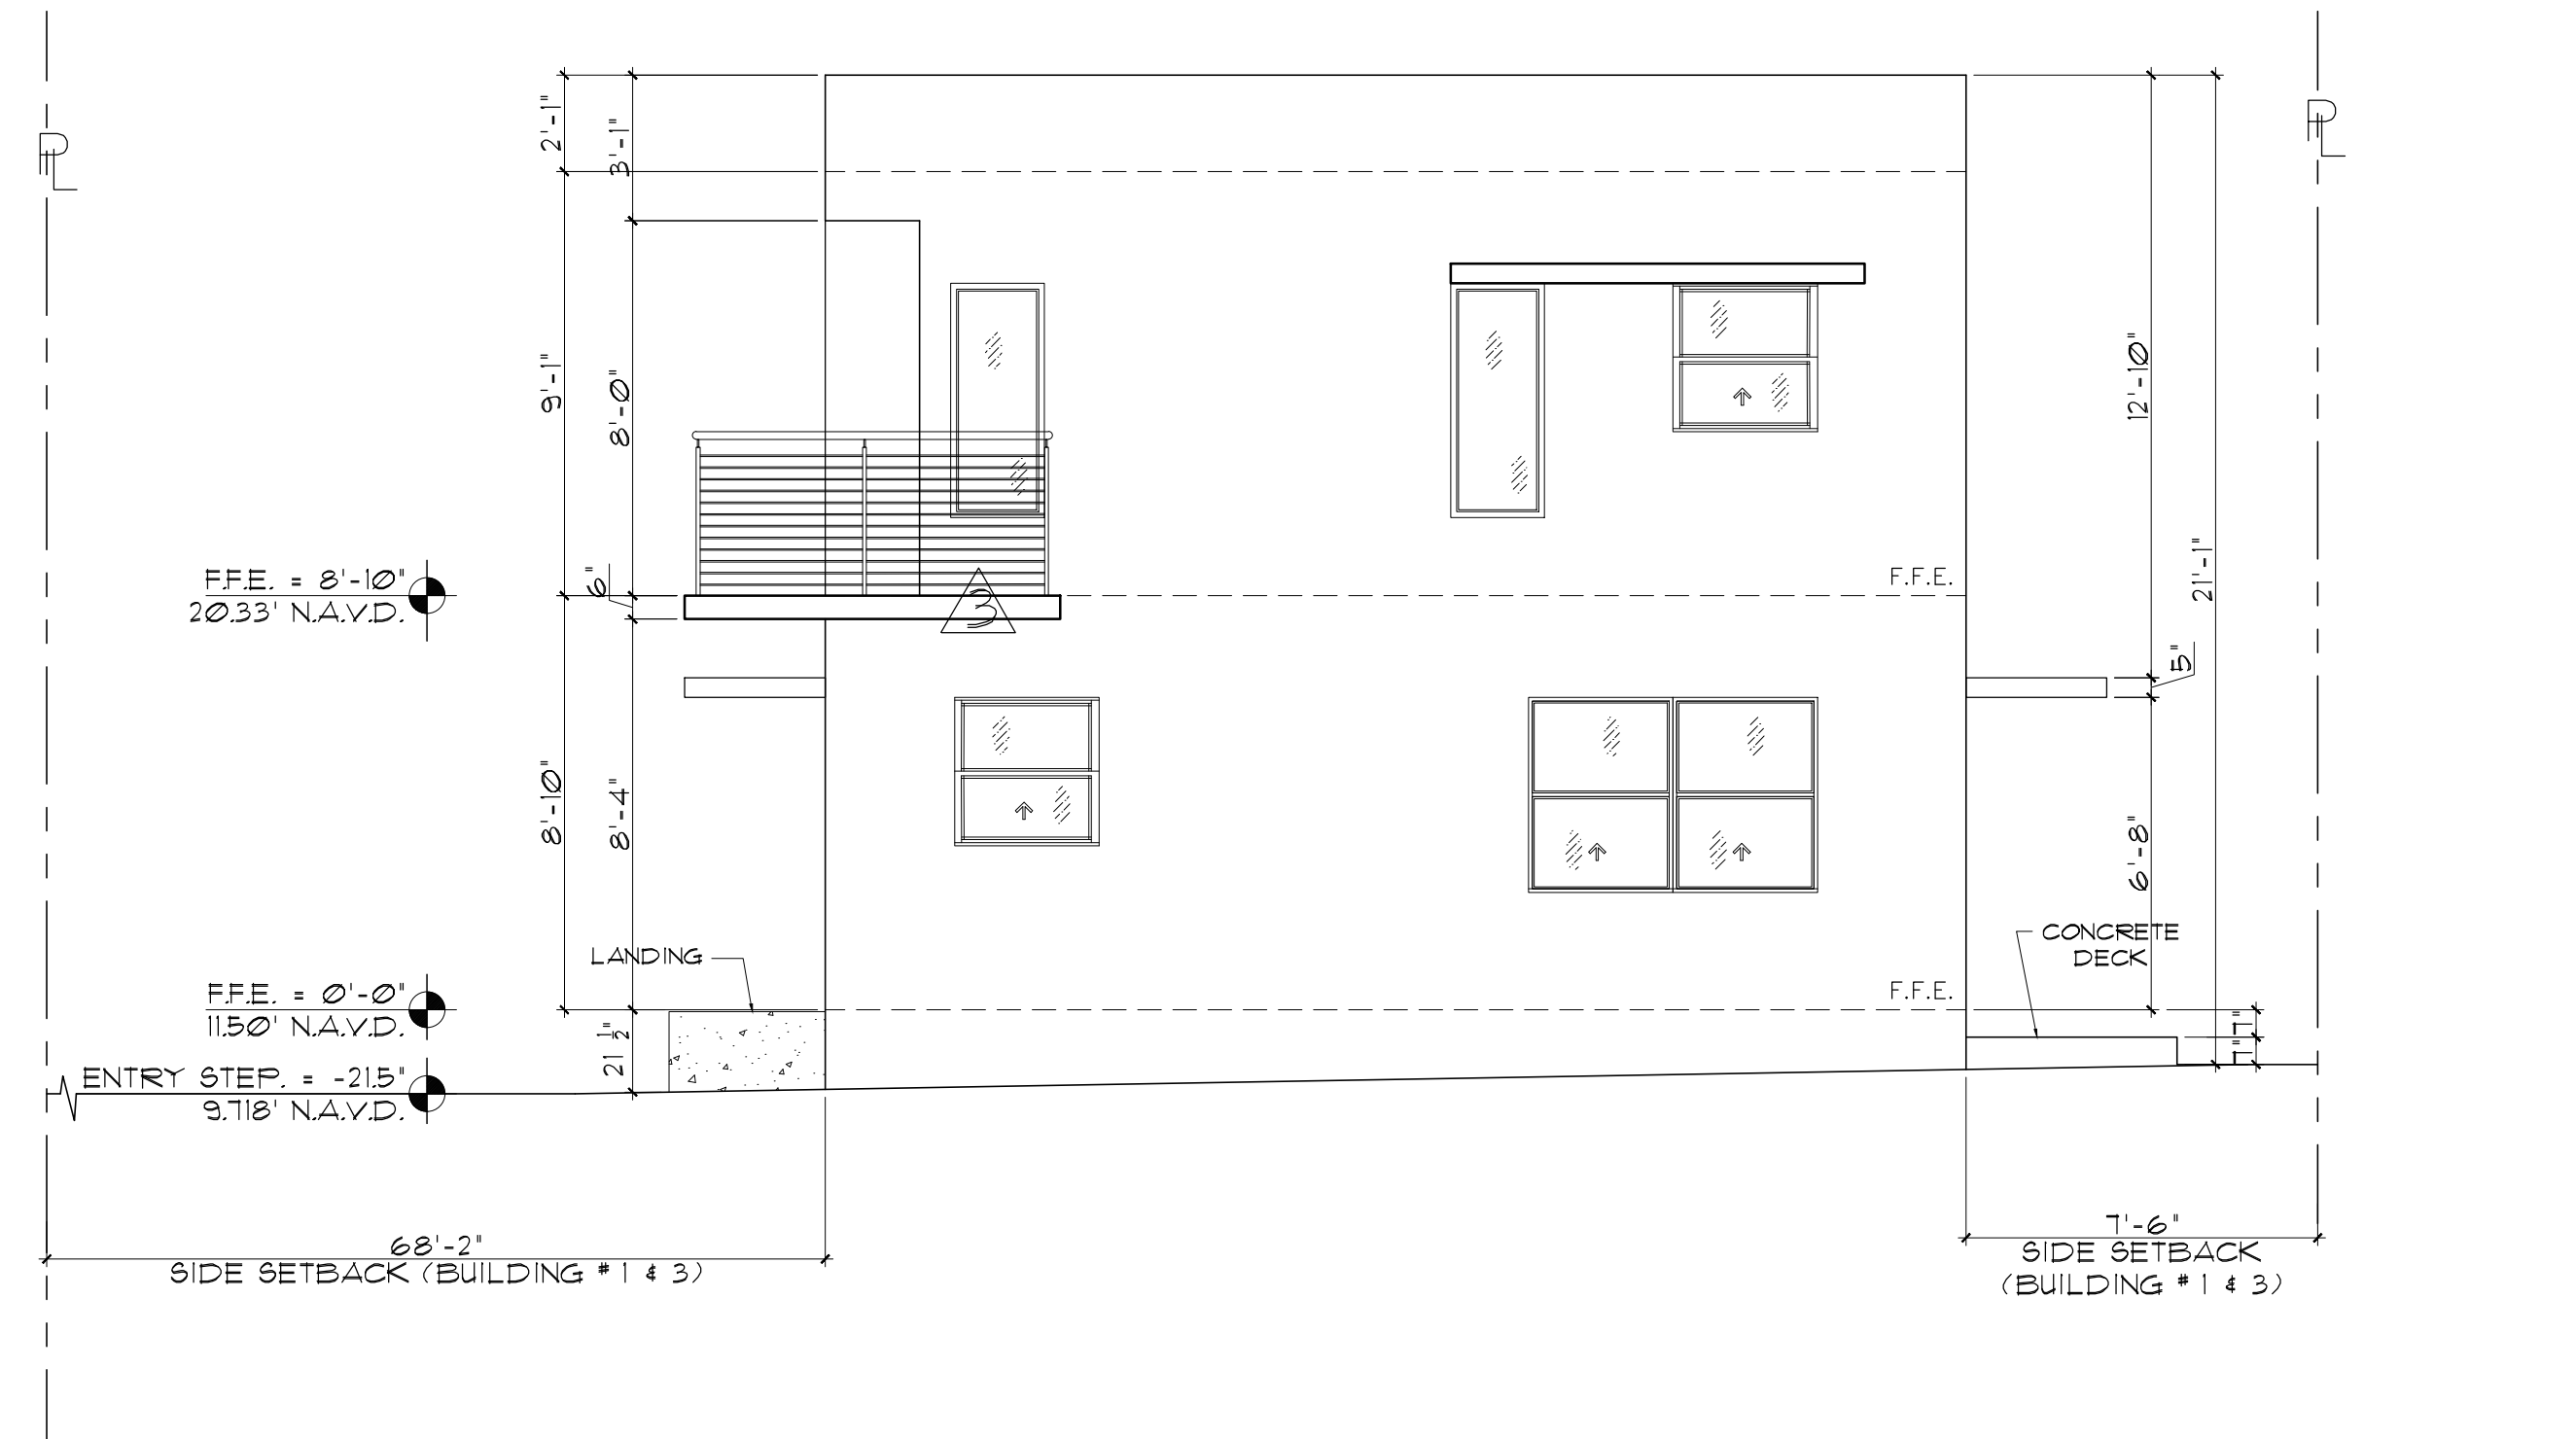 PL
PL
2'-1"
3'-1"
9'-1"
8'-0"
12'-10"
21'-1"
F.F.E. = 8'-10"
20.33' N.A.V.D.
6"
F.F.E.
3
5"
8'-10"
8'-4"
6'-8"
LANDING
CONCRETE
DECK
F.F.E. = 0'-0"
11.50' N.A.V.D.
F.F.E.
21 1/2"
7"
7"
ENTRY STEP. = -21.5"
9.718' N.A.V.D.
68'-2"
SIDE SETBACK (BUILDING # 1 & 3)
7'-6"
SIDE SETBACK
(BUILDING # 1 & 3)